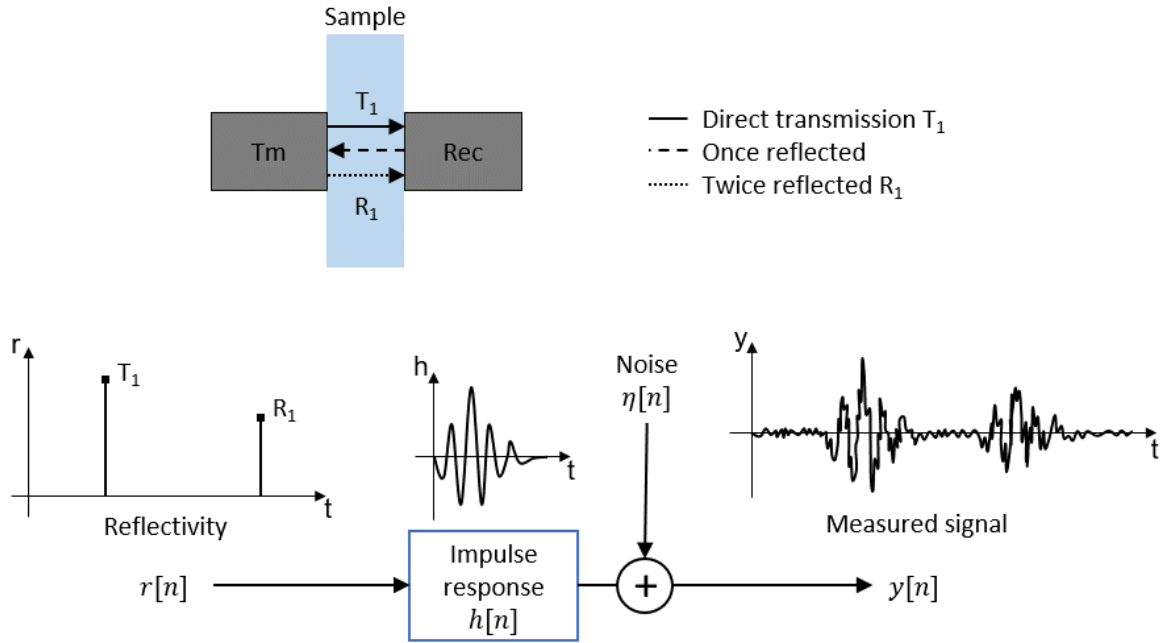 Sample
T₁
Tm
Rec
R₁
Direct transmission T₁
Once reflected
Twice reflected R₁
r
T₁
R₁
t
Reflectivity
h
t
Noise
η[n]
y
t
Measured signal
r[n]
Impulse
response
h[n]
+
y[n]